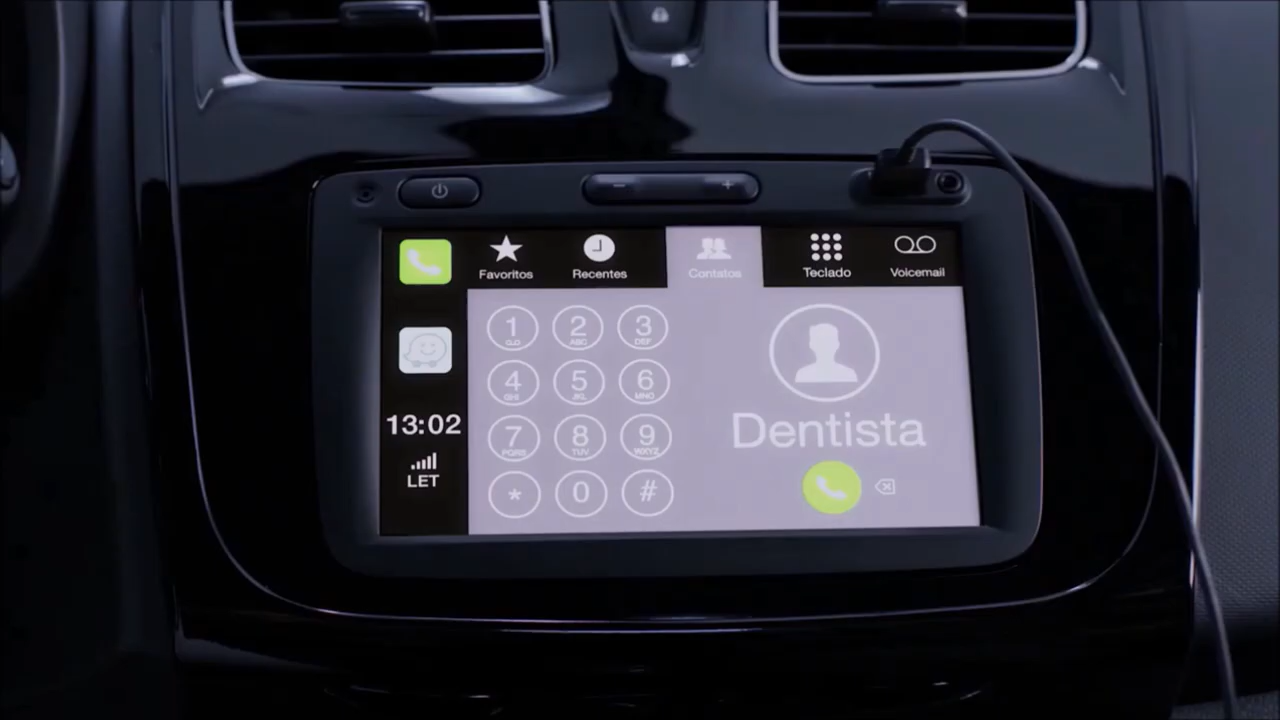 Favoritos
Recentes
Contatos
Teclado
Voicemail
1 2 ABC 3 DEF
4 GHI 5 JKL 6 MNO
7 PQRS 8 TUV 9 WXYZ
* 0 #
Dentista
13:02
LET